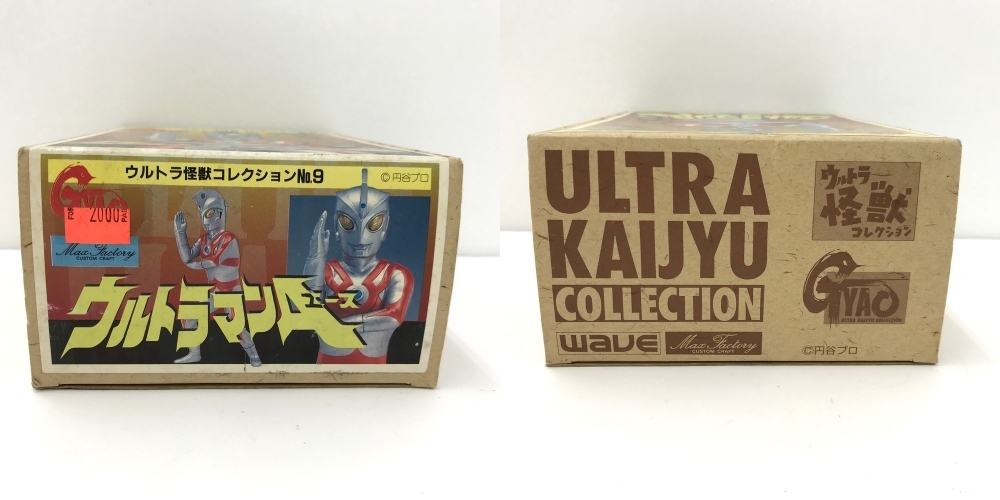 ウルトラ怪獣コレクションNo.9
©円谷プロ
GYAO
2000
Max Factory
CUSTOM CRAFT
ウルトラマンA
エース
ULTRA
KAIJYU
COLLECTION
WAVE
Max Factory
CUSTOM CRAFT
ウルトラ
怪獣
コレクション
GYAO
ULTRA KAIJYU COLLECTION
©円谷プロ